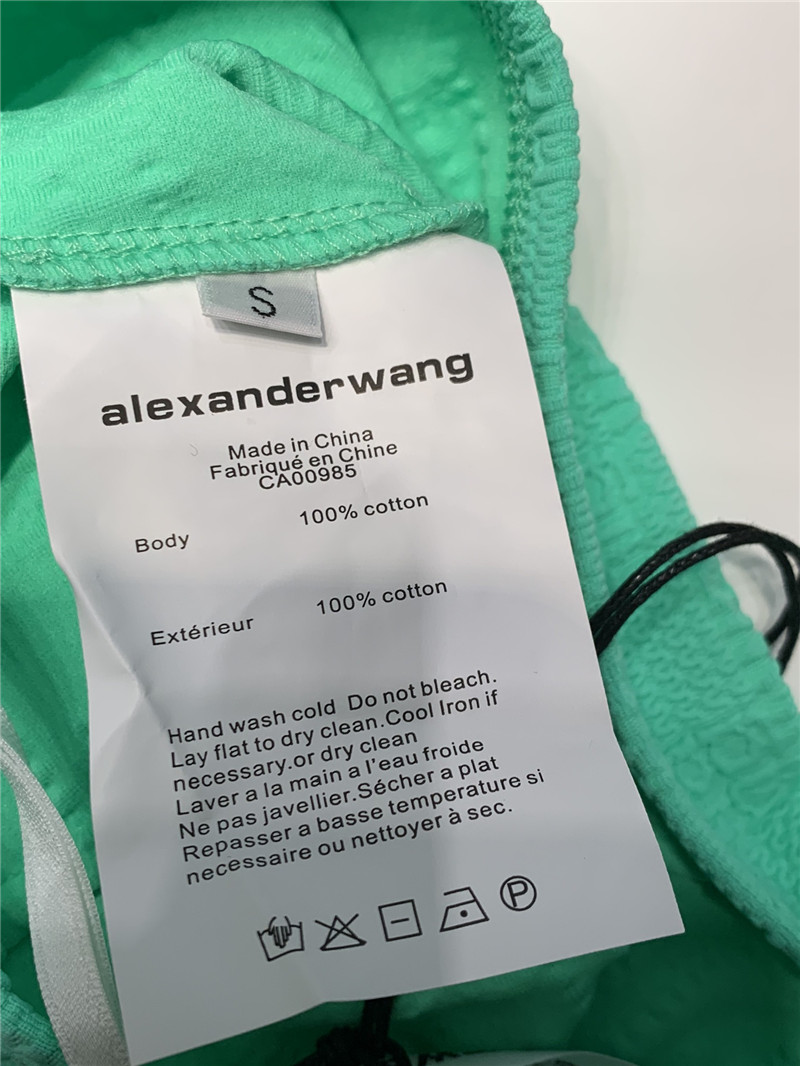 S
alexanderwang
Made in China
Fabriqué en Chine
CA00985
Body 100% cotton
Extérieur 100% cotton
Hand wash cold Do not bleach.
Lay flat to dry clean.Cool Iron if
necessary.or dry clean
Laver a la main a l'eau froide
Ne pas javellier.Sécher a plat
Repasser a basse temperature si
necessaire ou nettoyer à sec.
P